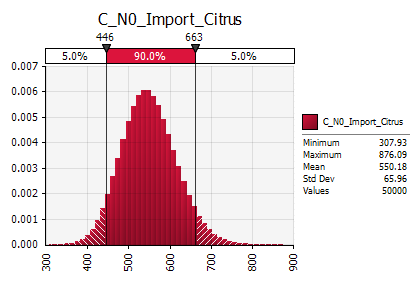 C_N0_Import_Citrus
446 663
5.0% 90.0% 5.0%
0.007
0.006
0.005
0.004
0.003
0.002
0.001
0.000
300 400 500 600 700 800 900
C_N0_Import_Citrus
Minimum 307.93
Maximum 876.09
Mean 550.18
Std Dev 65.96
Values 50000